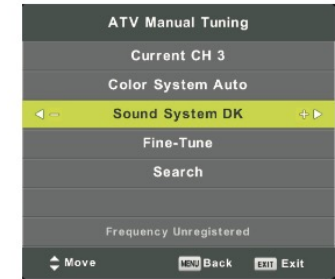 ATV Manual Tuning
Current CH 3
Color System Auto
− Sound System DK +
Fine-Tune
Search
Frequency Unregistered
Move MENU Back EXIT Exit